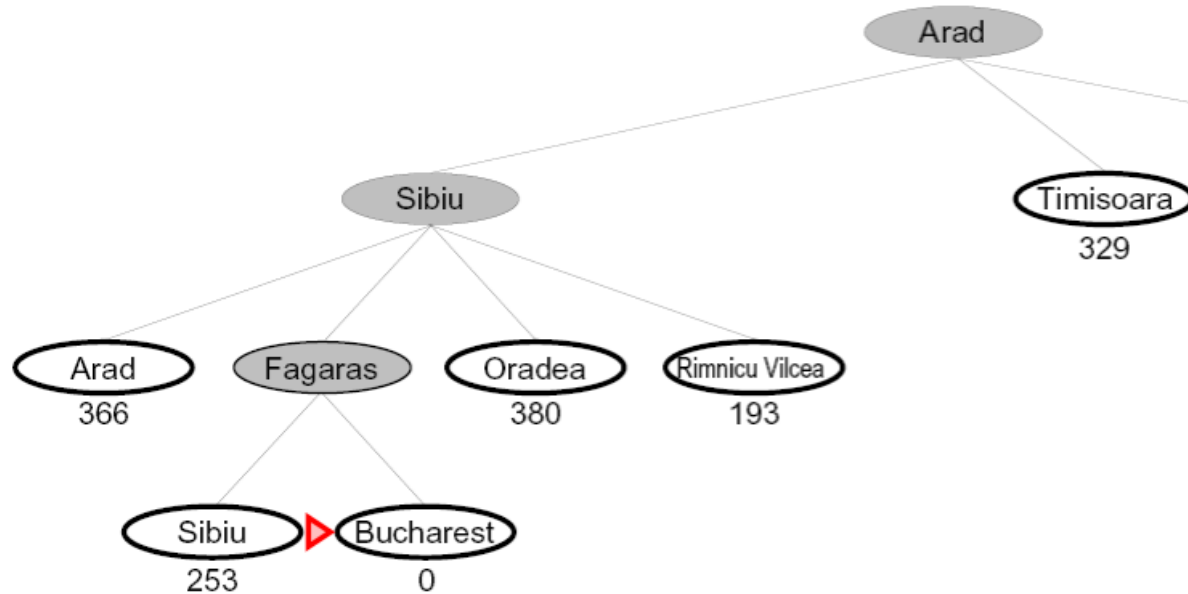 Arad
Sibiu
Timisoara
329
Arad
Fagaras
Oradea
Rimnicu Vilcea
366
380
193
Sibiu
Bucharest
253
0